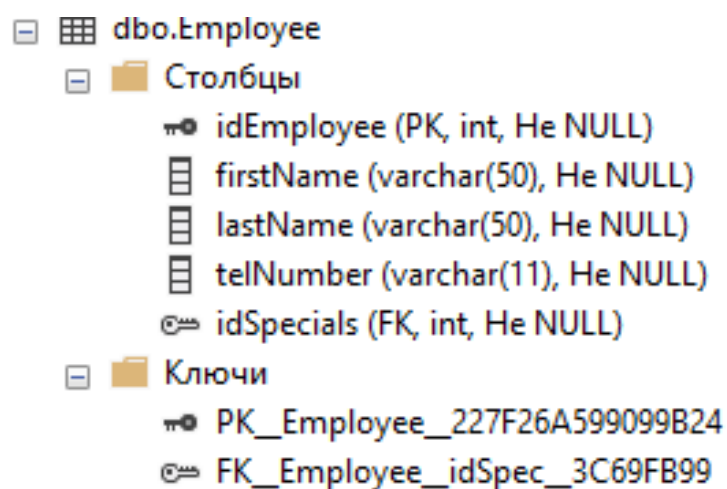 dbo.Employee
Столбцы
idEmployee (PK, int, Не NULL)
firstName (varchar(50), Не NULL)
lastName (varchar(50), Не NULL)
telNumber (varchar(11), Не NULL)
idSpecials (FK, int, Не NULL)
Ключи
PK__Employee__227F26A599099B24
FK__Employee__idSpec__3C69FB99